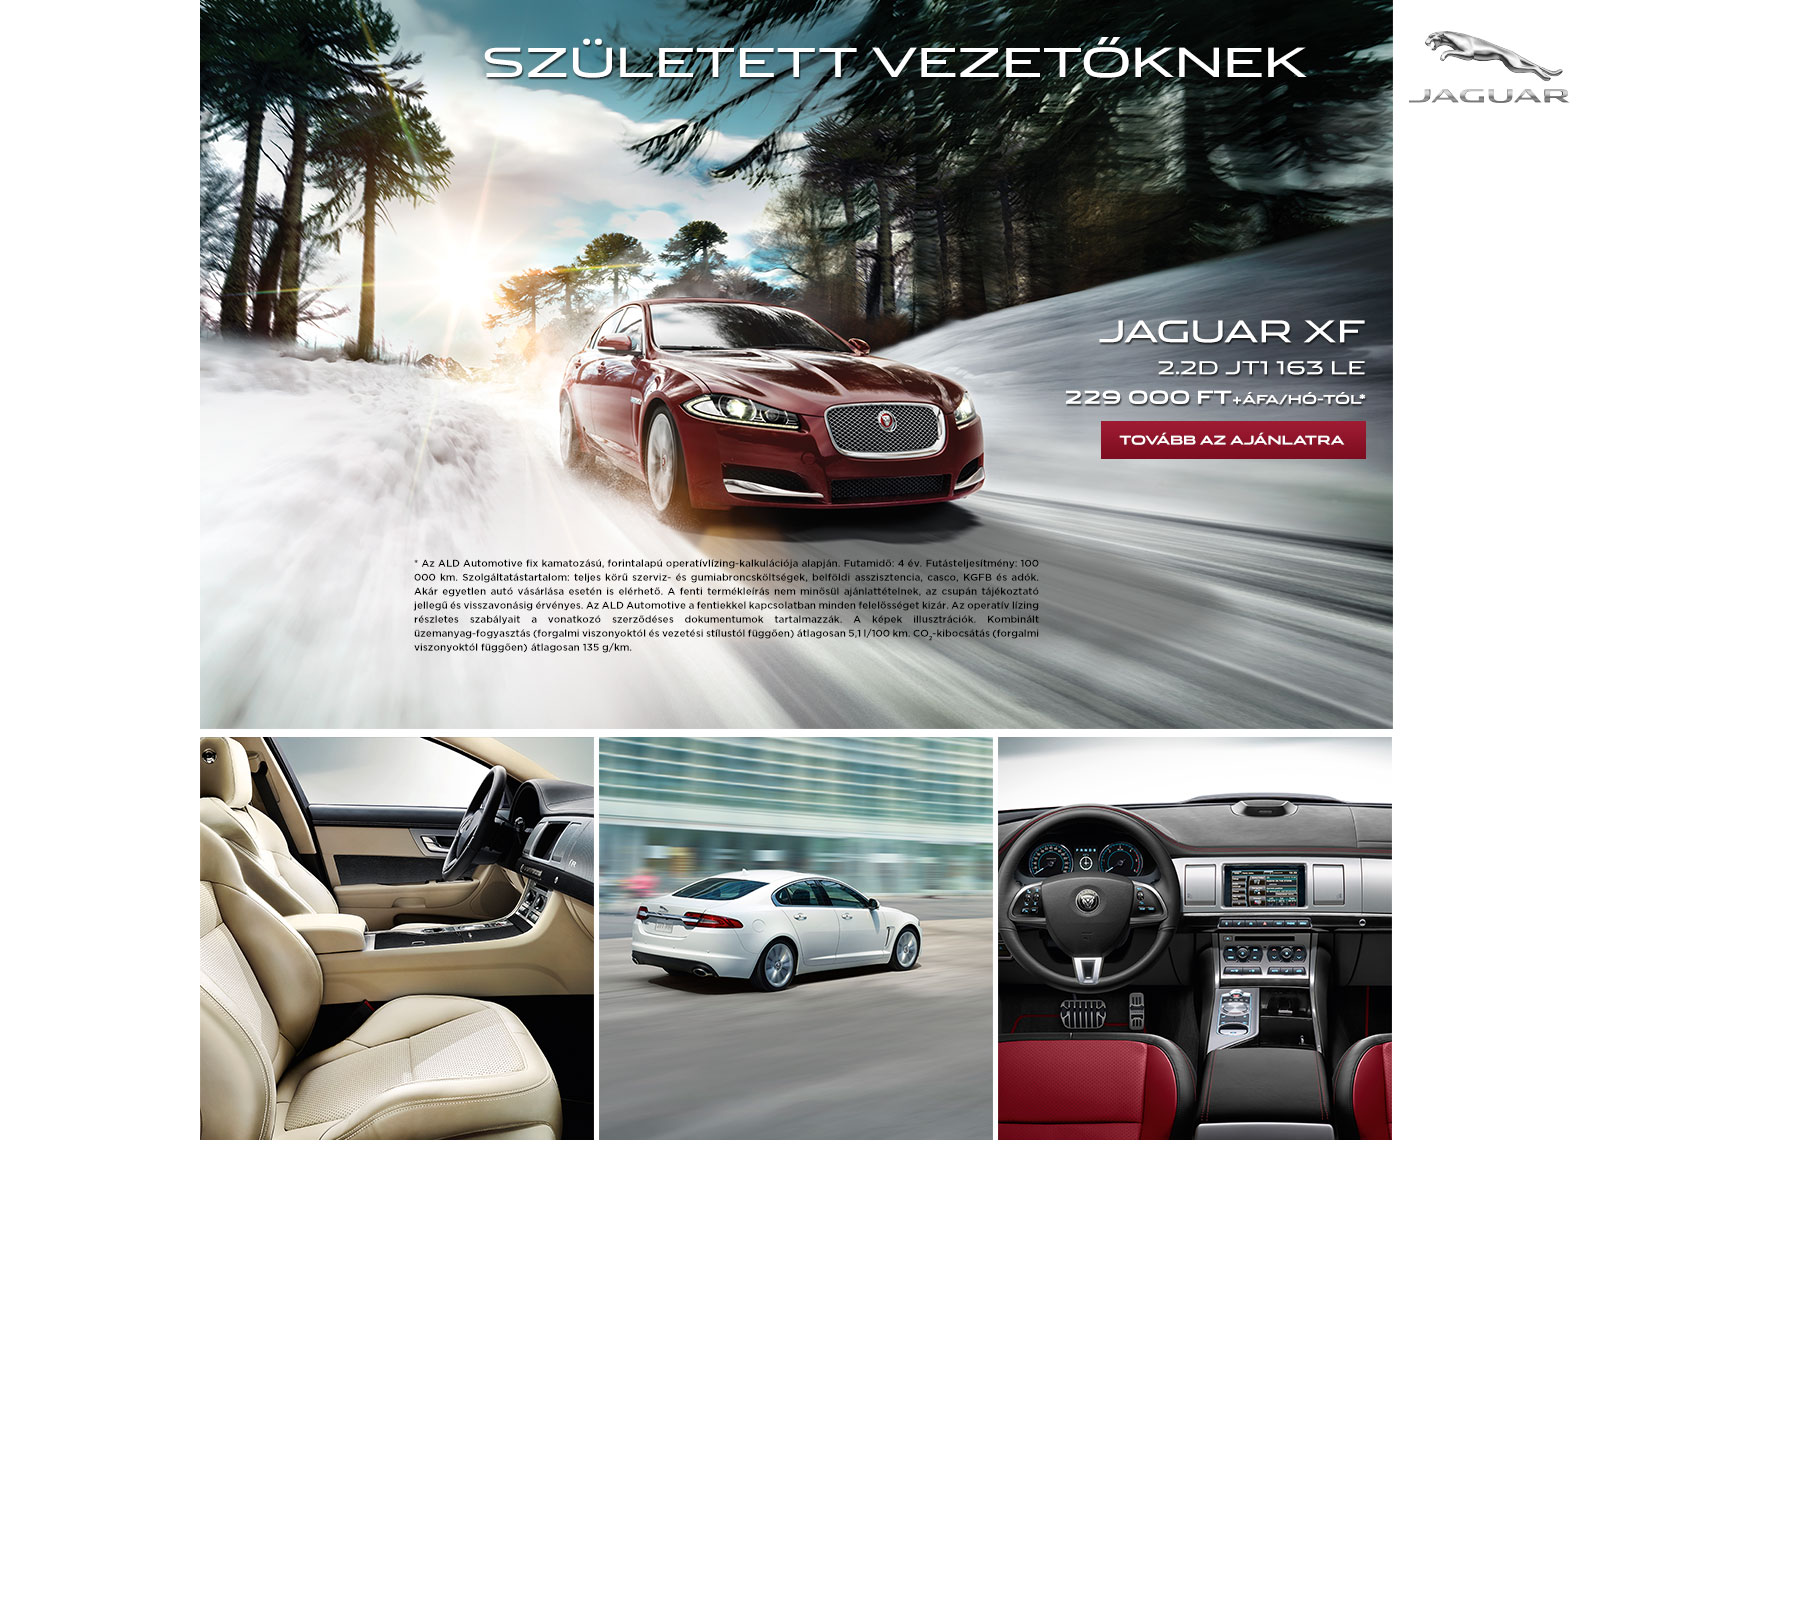 SZÜLETETT VEZETŐKNEK
JAGUAR
JAGUAR XF
2.2D JT1 163 LE
229 000 FT+ÁFA/HÓ-TÓL*
TOVÁBB AZ AJÁNLATRA
* Az ALD Automotive fix kamatozású, forintalapú operatívlízing-kalkulációja alapján. Futamidő: 4 év. Futásteljesítmény: 100
000 km. Szolgáltatástartalom: teljes körű szerviz- és gumiabroncsköltségek, belföldi asszisztencia, casco, KGFB és adók.
Akár egyetlen autó vásárlása esetén is elérhető. A fenti termékleírás nem minősül ajánlattételnek, az csupán tájékoztató
jellegű és visszavonásig érvényes. Az ALD Automotive a fentiekkel kapcsolatban minden felelősséget kizár. Az operatív lízing
részletes szabályait a vonatkozó szerződéses dokumentumok tartalmazzák. A képek illusztrációk. Kombinált
üzemanyag-fogyasztás (forgalmi viszonyoktól és vezetési stílustól függően) átlagosan 5,1 l/100 km. CO2-kibocsátás (forgalmi
viszonyoktól függően) átlagosan 135 g/km.